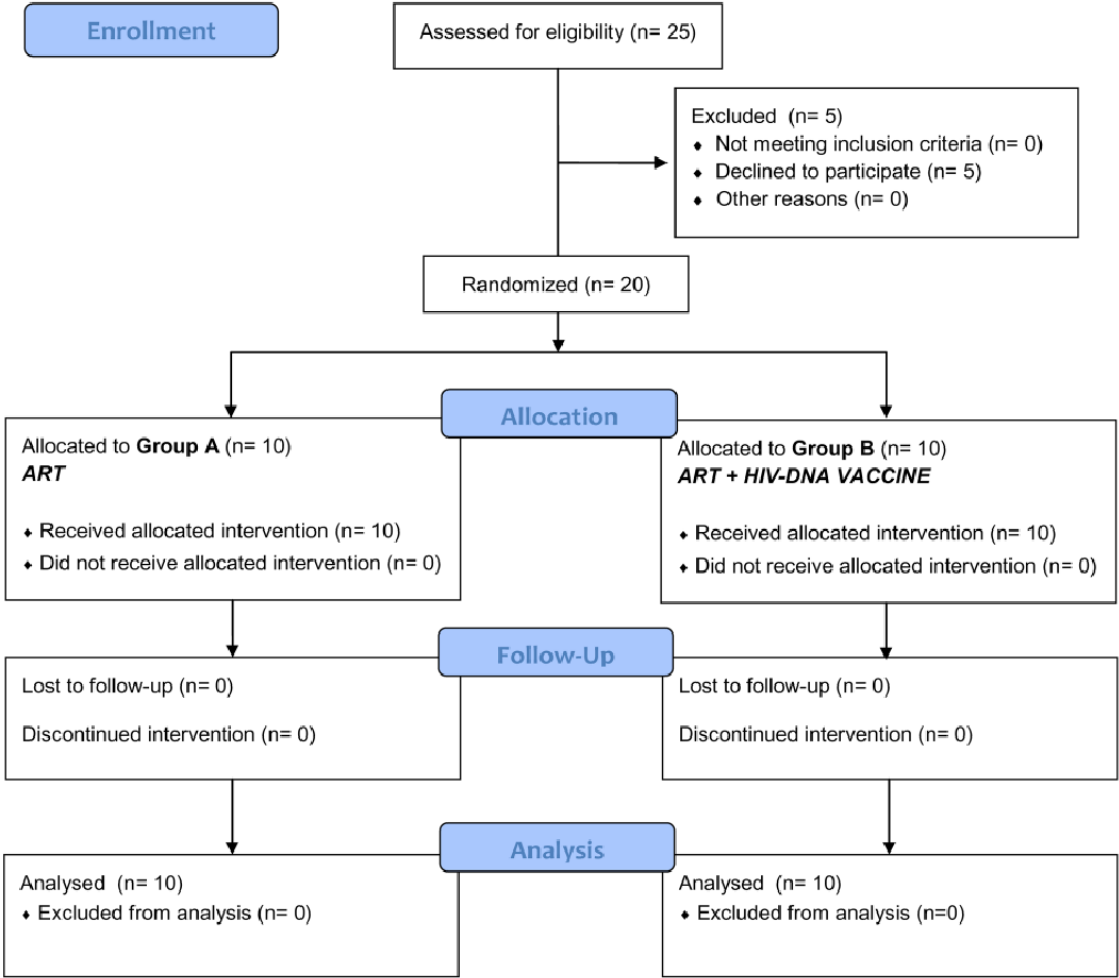 Enrollment
Assessed for eligibility (n= 25)
Excluded (n= 5)
♦ Not meeting inclusion criteria (n= 0)
♦ Declined to participate (n= 5)
♦ Other reasons (n= 0)
Randomized (n= 20)
Allocation
Allocated to Group A (n= 10)
ART
♦ Received allocated intervention (n= 10)
♦ Did not receive allocated intervention (n= 0)
Allocated to Group B (n= 10)
ART + HIV-DNA VACCINE
♦ Received allocated intervention (n= 10)
♦ Did not receive allocated intervention (n= 0)
Follow-Up
Lost to follow-up (n= 0)
Discontinued intervention (n= 0)
Lost to follow-up (n= 0)
Discontinued intervention (n= 0)
Analysis
Analysed (n= 10)
♦ Excluded from analysis (n= 0)
Analysed (n= 10)
♦ Excluded from analysis (n=0)